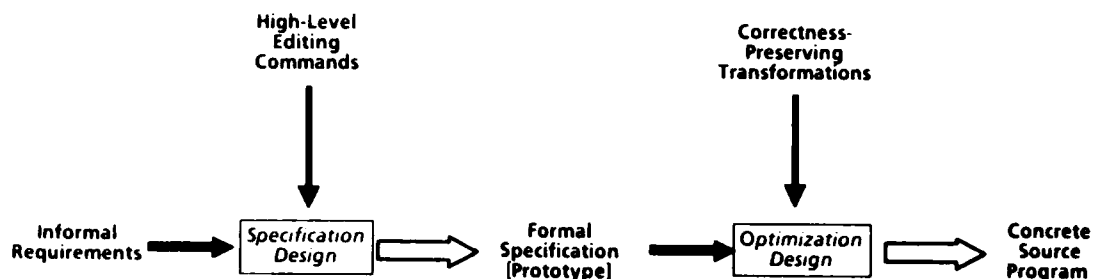 High-Level
Editing
Commands
Correctness-
Preserving
Transformations
Informal
Requirements
Specification
Design
Formal
Specification
[Prototype]
Optimization
Design
Concrete
Source
Program